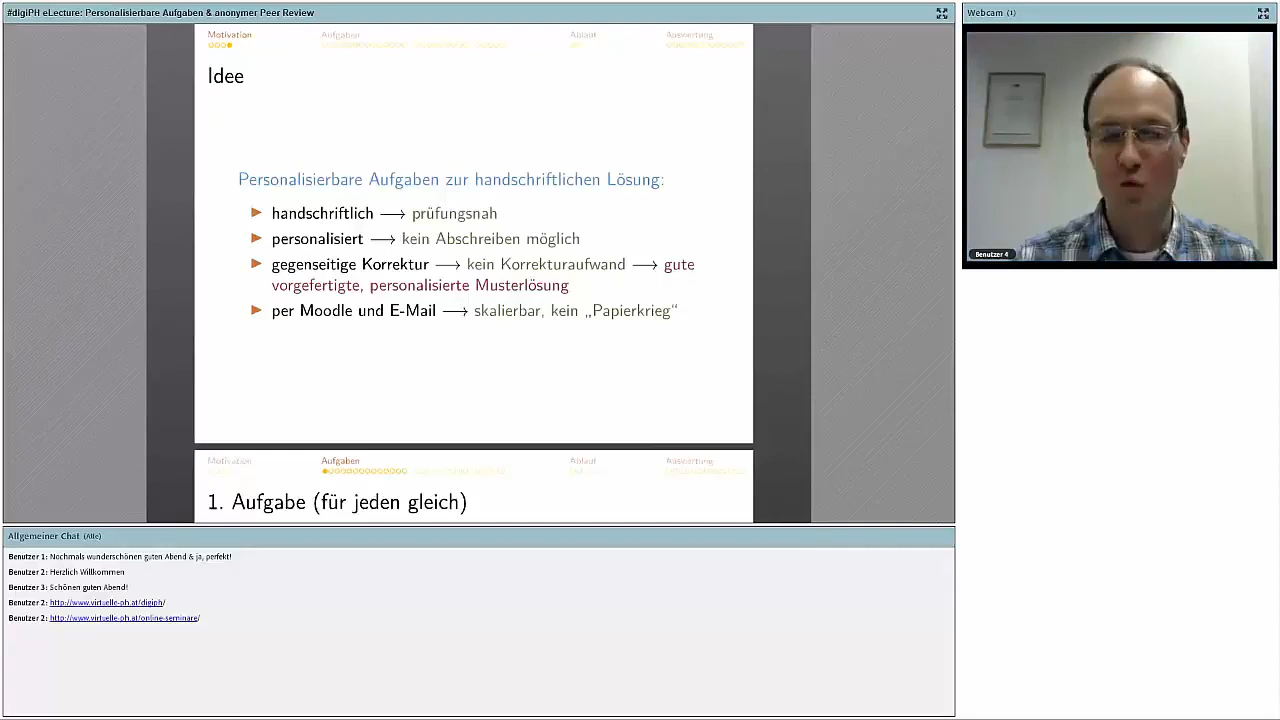 #digiPH eLecture: Personalisierbare Aufgaben & anonymer Peer Review
Motivation Aufgaben Ablauf Auswertung
Idee
Personalisierbare Aufgaben zur handschriftlichen Lösung:
handschriftlich ⟶ prüfungsnah
personalisiert ⟶ kein Abschreiben möglich
gegenseitige Korrektur ⟶ kein Korrekturaufwand ⟶ gute
vorgefertigte, personalisierte Musterlösung
per Moodle und E-Mail ⟶ skalierbar, kein „Papierkrieg“
Motivation Aufgaben Ablauf Auswertung
1. Aufgabe (für jeden gleich)
Webcam (1)
Benutzer 4
Allgemeiner Chat (Alle)
Benutzer 1: Nochmals wunderschönen guten Abend & ja, perfekt!
Benutzer 2: Herzlich Willkommen
Benutzer 3: Schönen guten Abend!
Benutzer 2: http://www.virtuelle-ph.at/digiph/
Benutzer 2: http://www.virtuelle-ph.at/online-seminare/